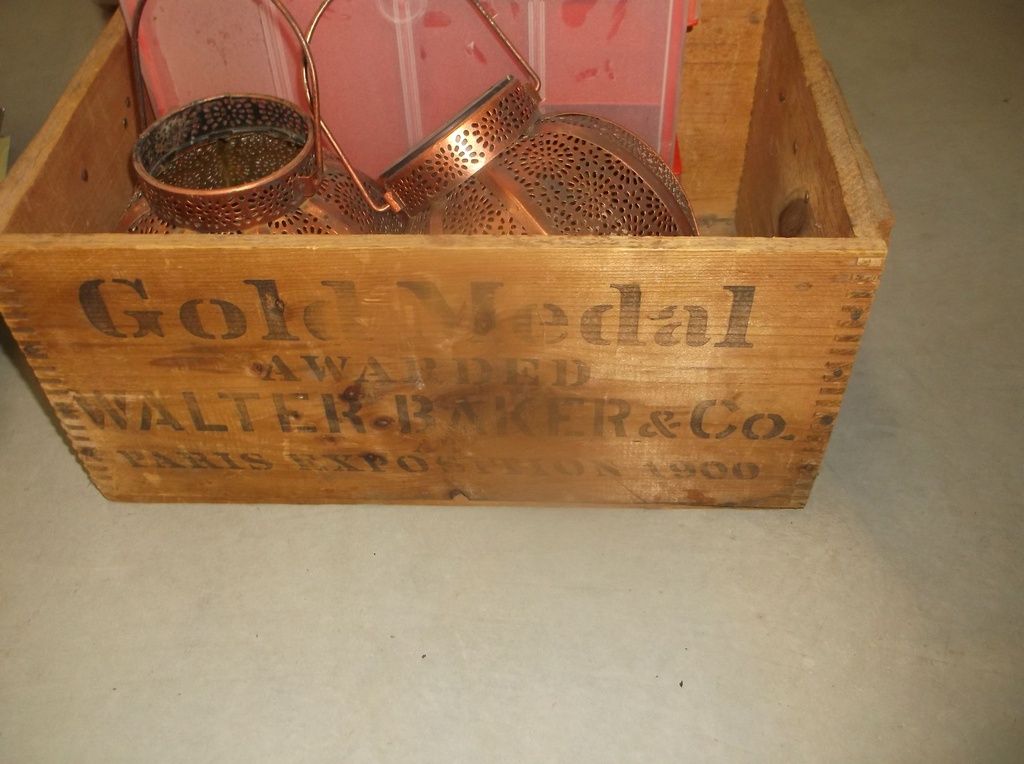 Gold Medal
AWARDED
WALTER·BAKER & Co.
PARIS EXPOSITION 1900